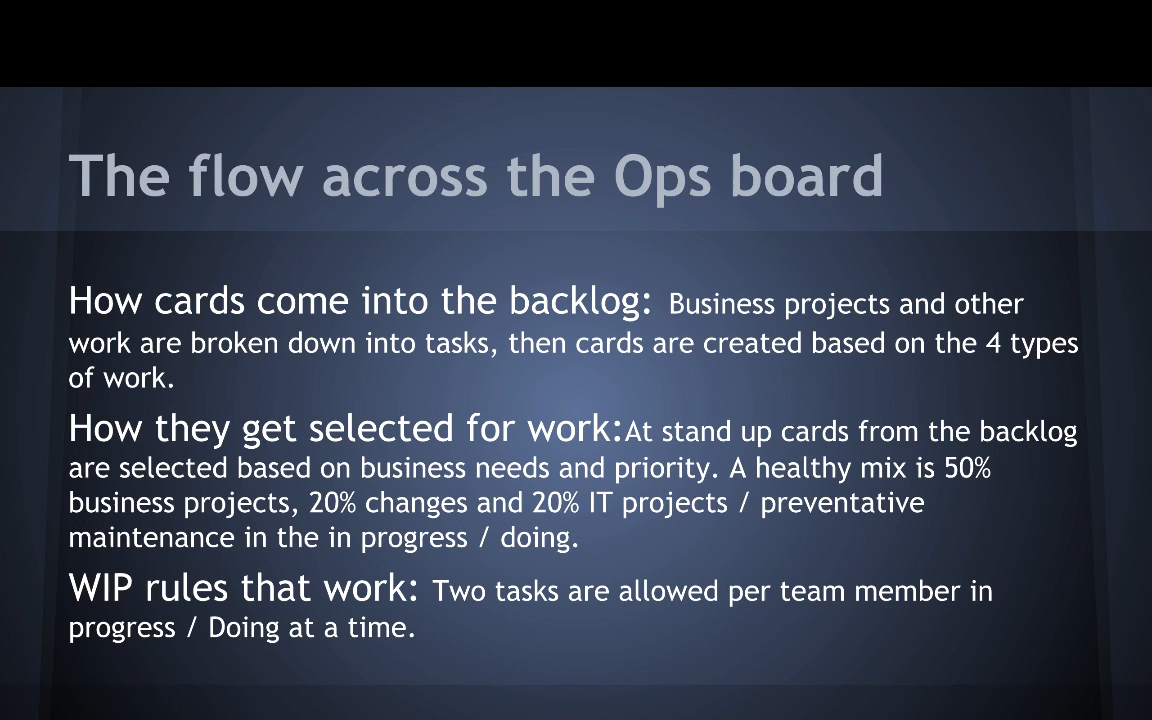 The flow across the Ops board
How cards come into the backlog: Business projects and other
work are broken down into tasks, then cards are created based on the 4 types
of work.
How they get selected for work:At stand up cards from the backlog
are selected based on business needs and priority. A healthy mix is 50%
business projects, 20% changes and 20% IT projects / preventative
maintenance in the in progress / doing.
WIP rules that work: Two tasks are allowed per team member in
progress / Doing at a time.